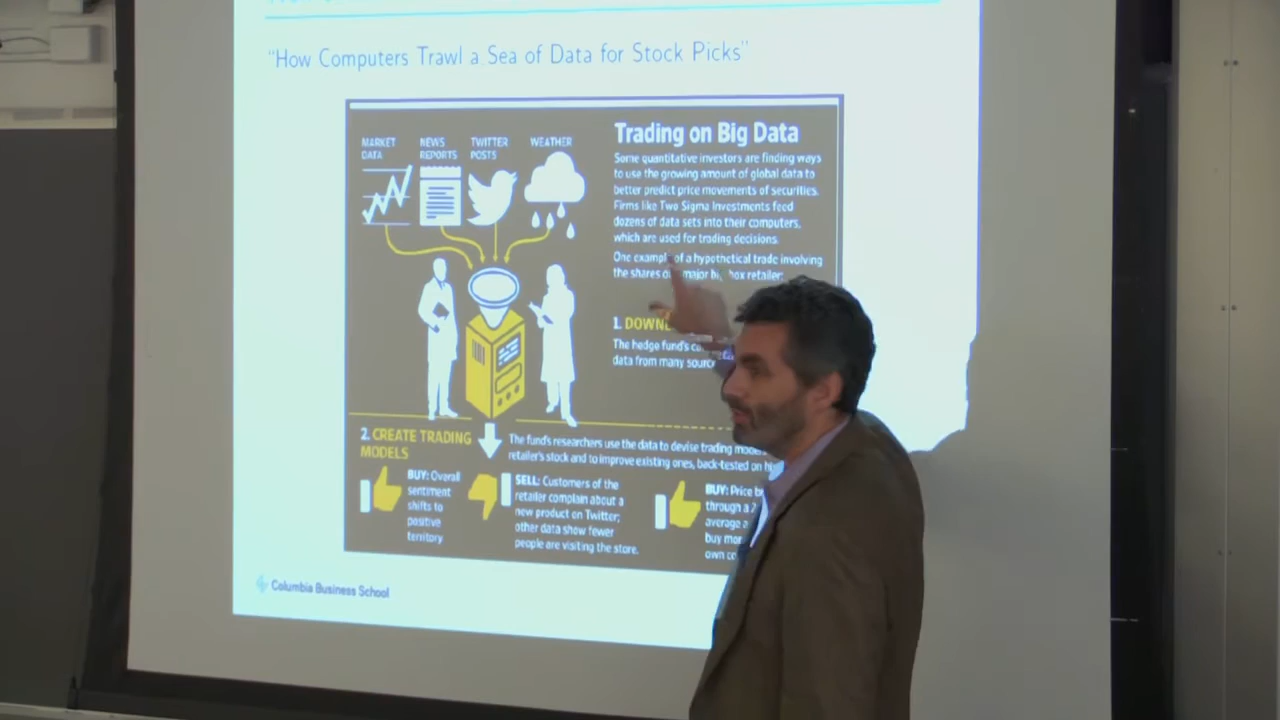 “How Computers Trawl a Sea of Data for Stock Picks”
MARKET DATA
NEWS REPORTS
TWITTER POSTS
WEATHER
Trading on Big Data
Some quantitative investors are finding ways
to use the growing amount of global data to
better predict price movements of securities.
Firms like Two Sigma Investments feed
dozens of data sets into their computers,
which are used for trading decisions.
One example of a hypothetical trade involving
the shares of major big box retailer:
1.
The hedge fund's
data from many
2. CREATE TRADING
MODELS
The fund's researchers use the data to devise trading
retailer's stock and to improve existing ones, back-tested on
BUY: Overall
sentiment
shifts to
positive
territory
SELL: Customers of the
retailer complain about a
new product on Twitter;
other data show fewer
people are visiting the store.
BUY: Price
through a
average
buy
own
Columbia Business School